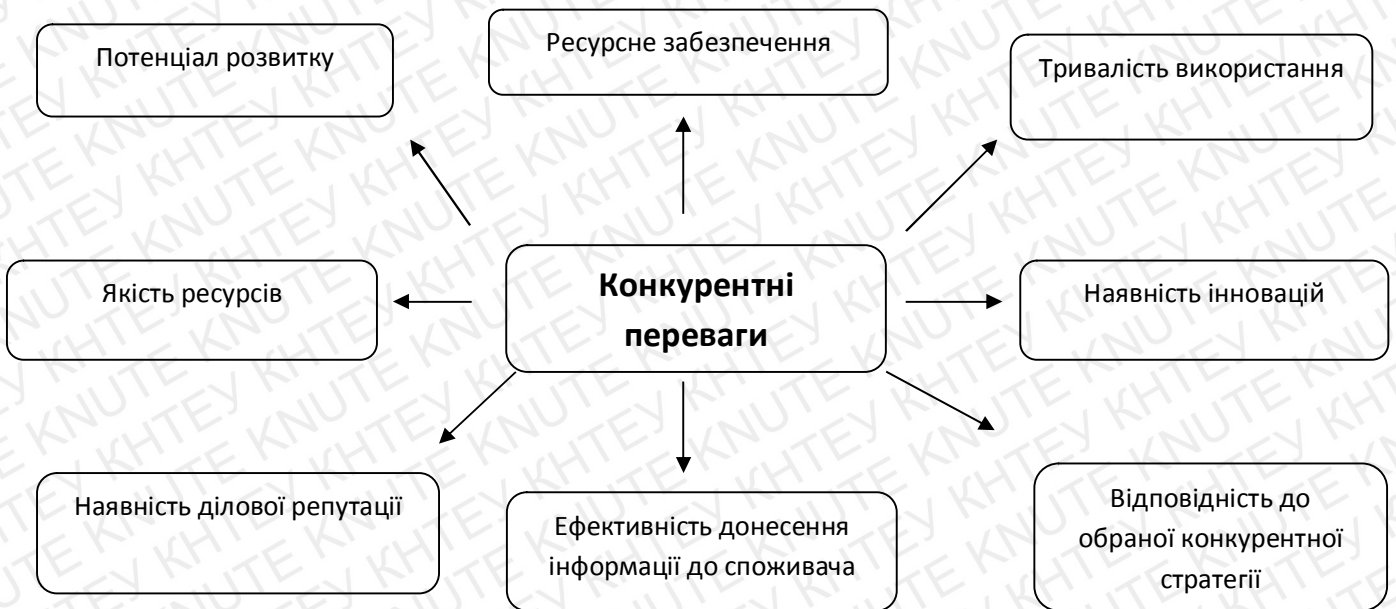 Потенціал розвитку
Ресурсне забезпечення
Тривалість використання
Якість ресурсів
Конкурентні
переваги
Наявність інновацій
Наявність ділової репутації
Ефективність донесення
інформації до споживача
Відповідність до
обраної конкурентної
стратегії